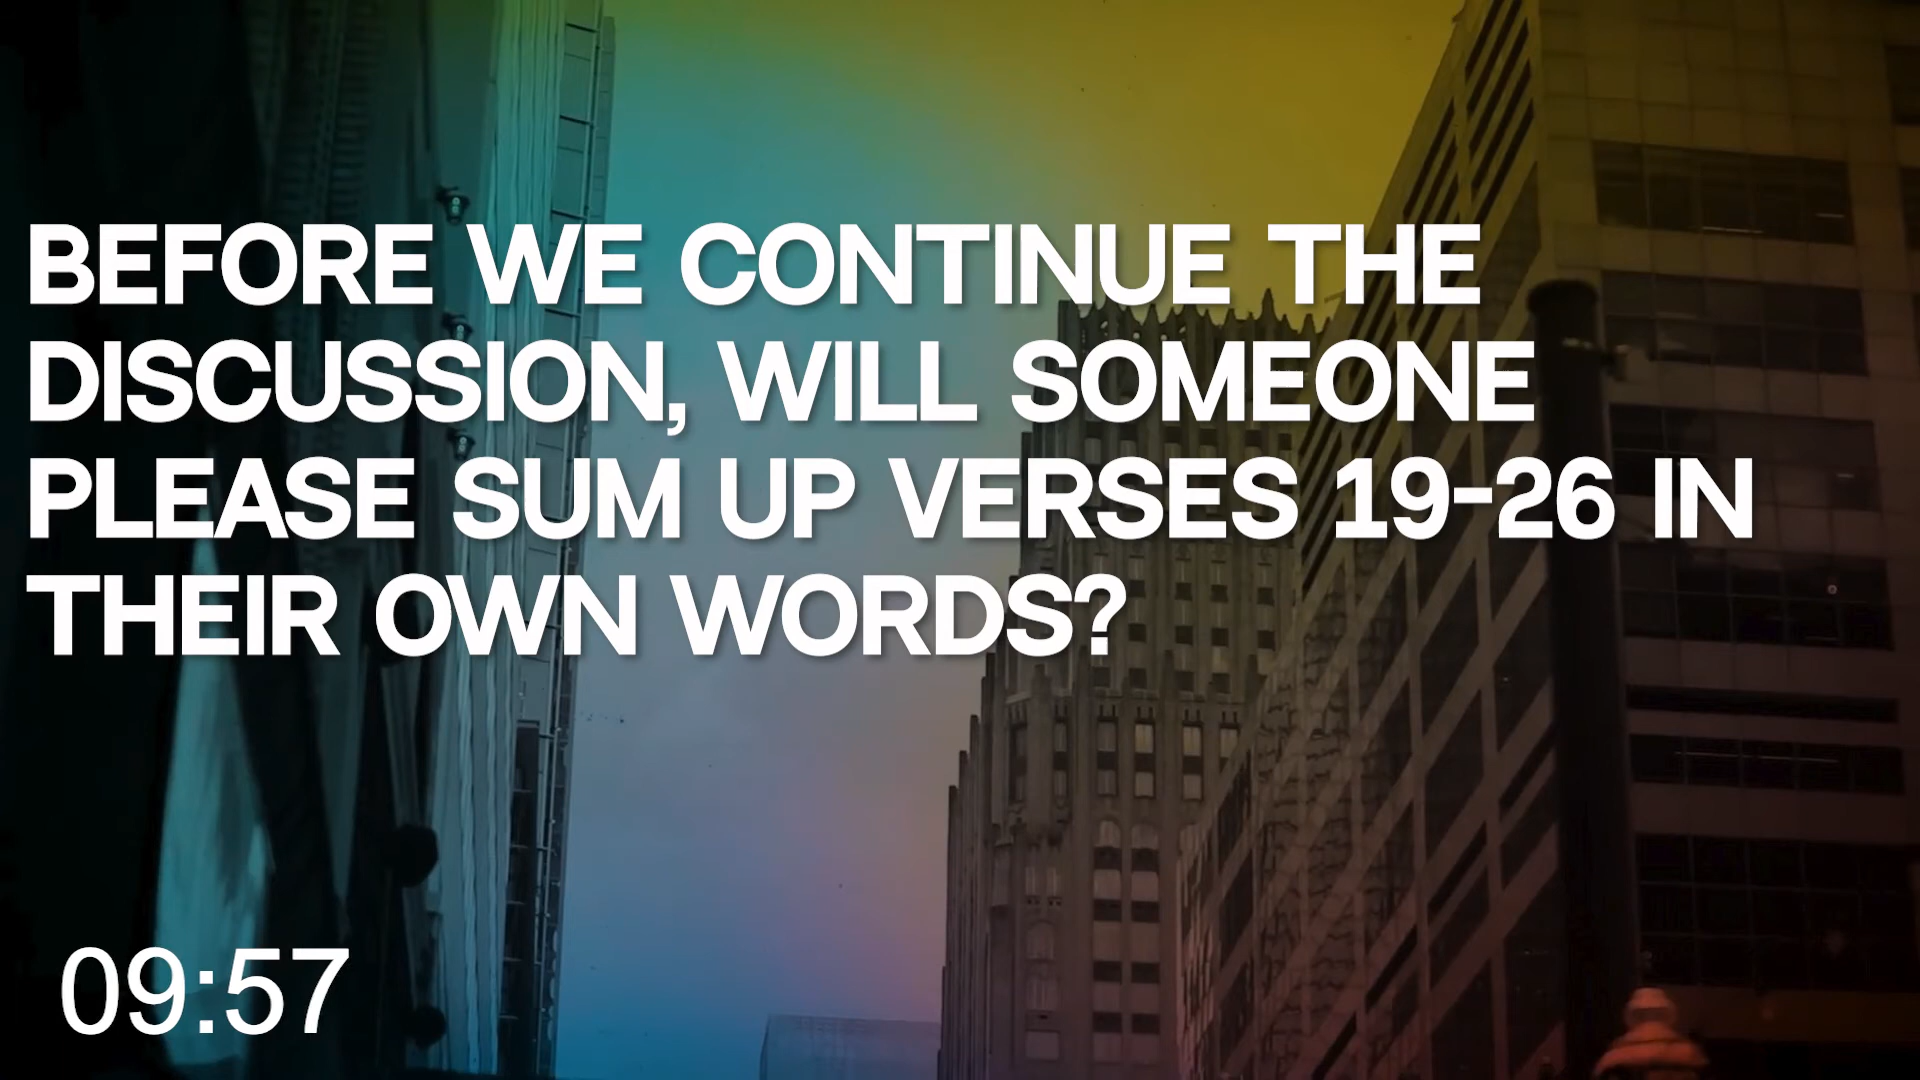 BEFORE WE CONTINUE THE
DISCUSSION, WILL SOMEONE
PLEASE SUM UP VERSES 19-26 IN
THEIR OWN WORDS?
09:57